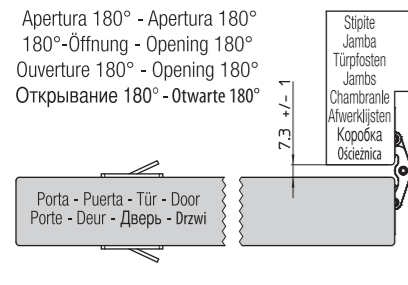 Apertura 180° - Apertura 180°
180°-Öffnung - Opening 180°
Ouverture 180° - Opening 180°
Открывание 180° - Otwarte 180°
Stipite
Jamba
Türpfosten
Jambs
Chambranle
Afwerklijsten
Коробка
Ościeżnica
7.3 +/- 1
Porta - Puerta - Tür - Door
Porte - Deur - Дверь - Drzwi